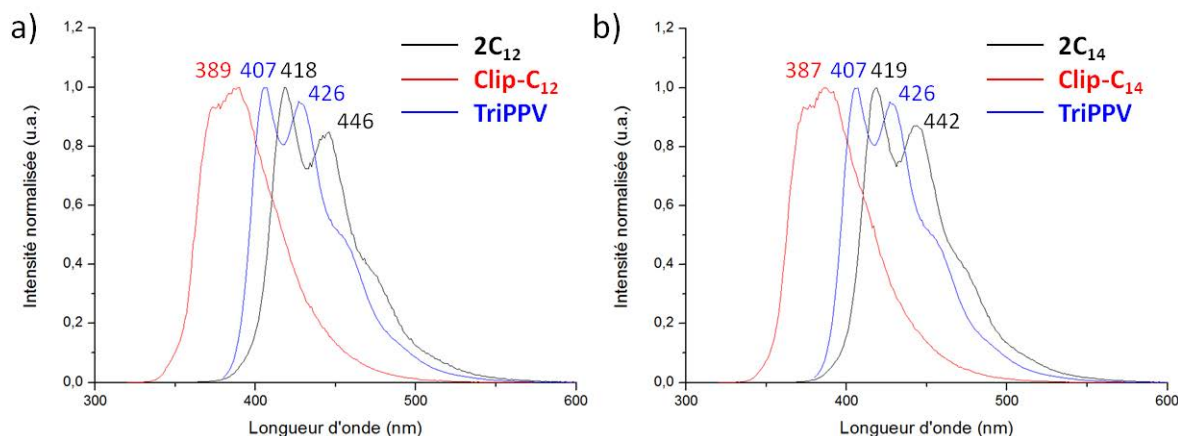 a)
1,2
1,0
0,8
0,6
0,4
0,2
0,0
Intensité normalisée (u.a.)
300
400
500
600
Longueur d'onde (nm)
389
407
418
426
446
2C₁₂
Clip-C₁₂
TriPPV
b)
1,2
1,0
0,8
0,6
0,4
0,2
0,0
Intensité normalisée (u.a.)
300
400
500
600
Longueur d'onde (nm)
387
407
419
426
442
2C₁₄
Clip-C₁₄
TriPPV